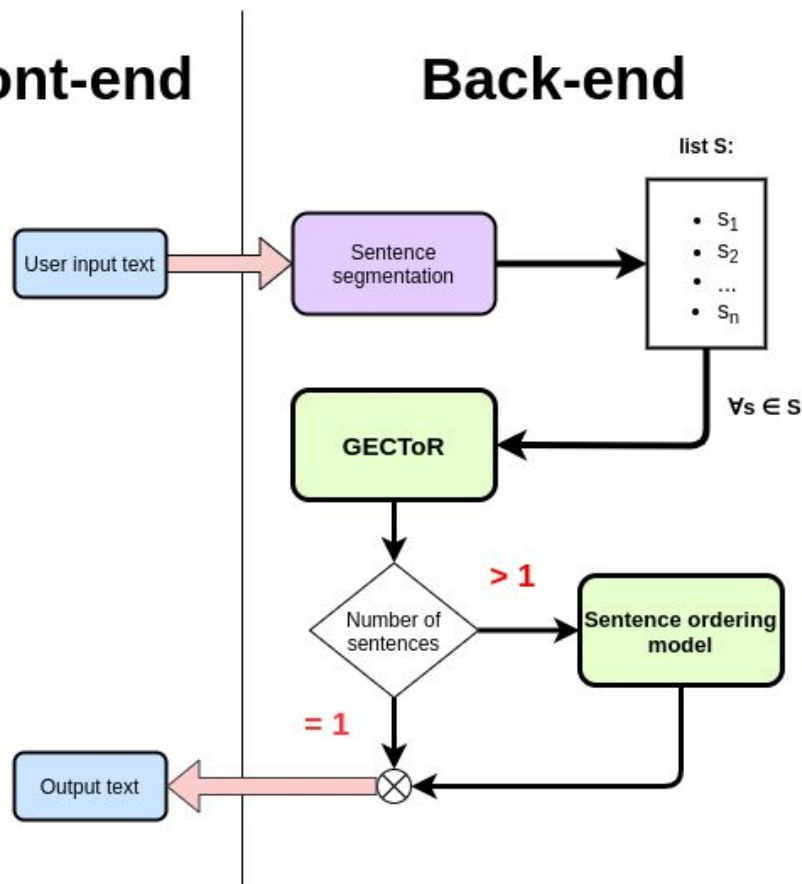 ont-end
Back-end
list S:
User input text
Sentence
segmentation
• s₁
• s₂
• ...
• sₙ
∀s ∈ S
GECToR
> 1
Number of
sentences
Sentence ordering
model
= 1
Output text